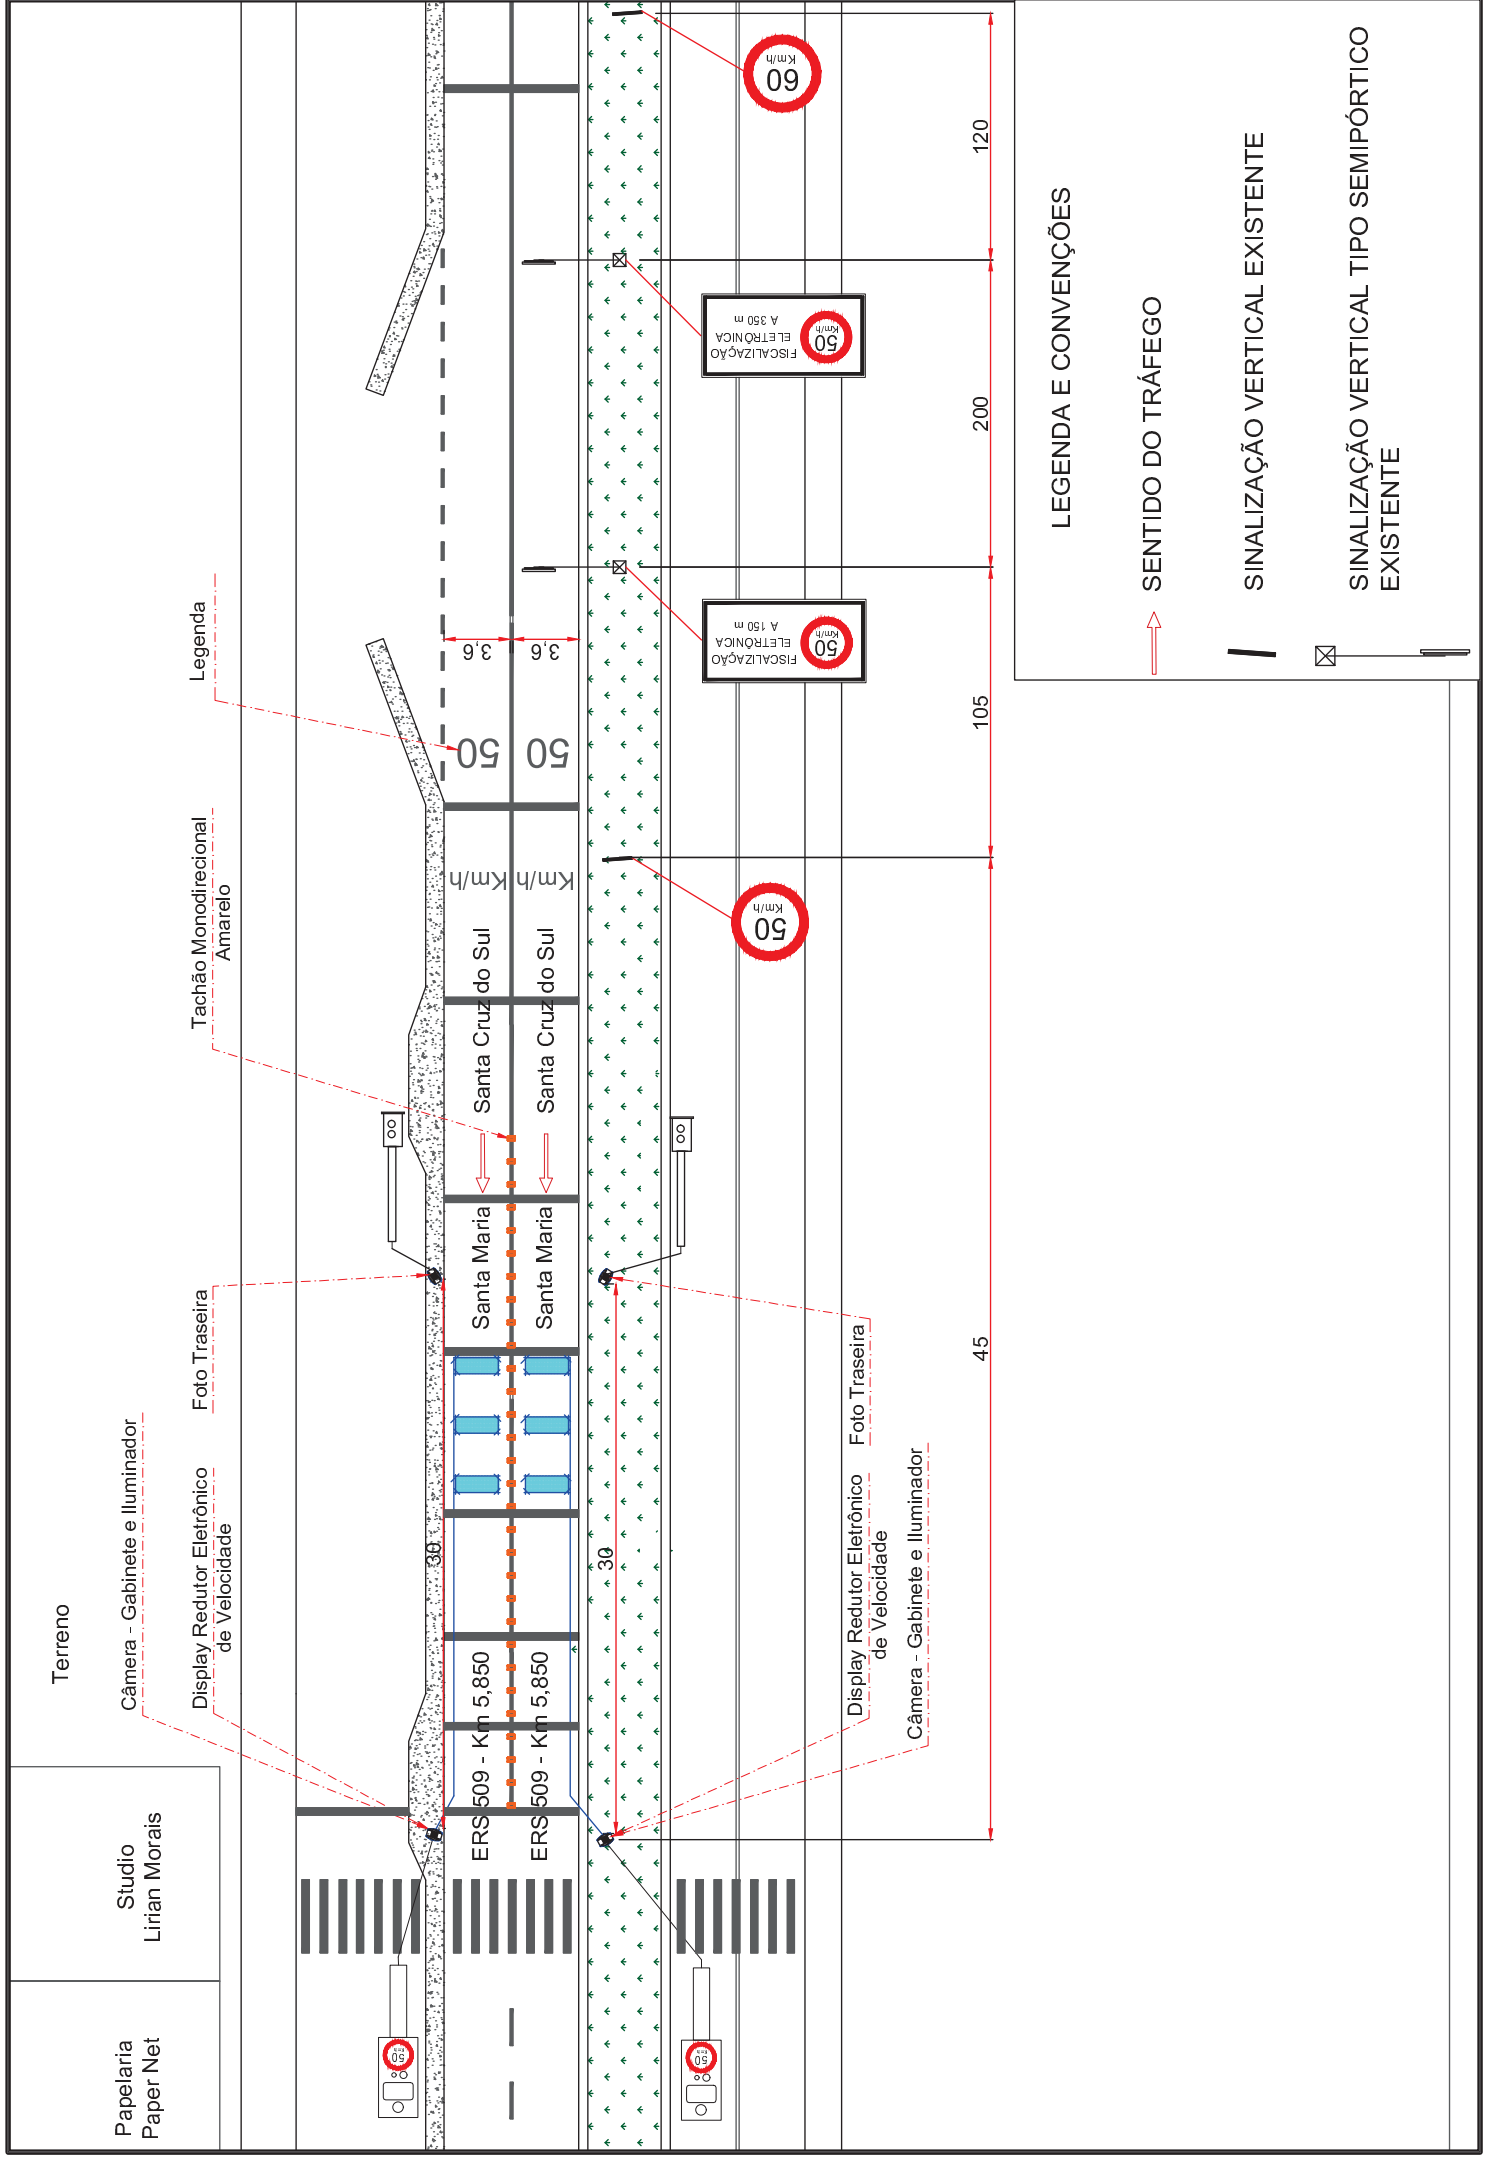 Papelaria
Paper Net
Studio
Lirian Morais
Terreno
Câmera - Gabinete e Iluminador
Display Redutor Eletrônico
de Velocidade
Foto Traseira
Tachão Monodirecional
Amarelo
Legenda
30
ERS 509 - Km 5,850
ERS 509 - Km 5,850
Santa Maria
Santa Maria
Santa Cruz do Sul
Santa Cruz do Sul
Km/h
Km/h
50
50
3,6
3,6
30
50
Km/h
50
Km/h
50
Km/h
FISCALIZAÇÃO
ELETRÔNICA
A 150 m
50
Km/h
FISCALIZAÇÃO
ELETRÔNICA
A 350 m
50
Km/h
60
Km/h
Display Redutor Eletrônico
de Velocidade
Foto Traseira
Câmera - Gabinete e Iluminador
45
105
200
120
LEGENDA E CONVENÇÕES
SENTIDO DO TRÁFEGO
SINALIZAÇÃO VERTICAL EXISTENTE
SINALIZAÇÃO VERTICAL TIPO SEMIPÓRTICO
EXISTENTE